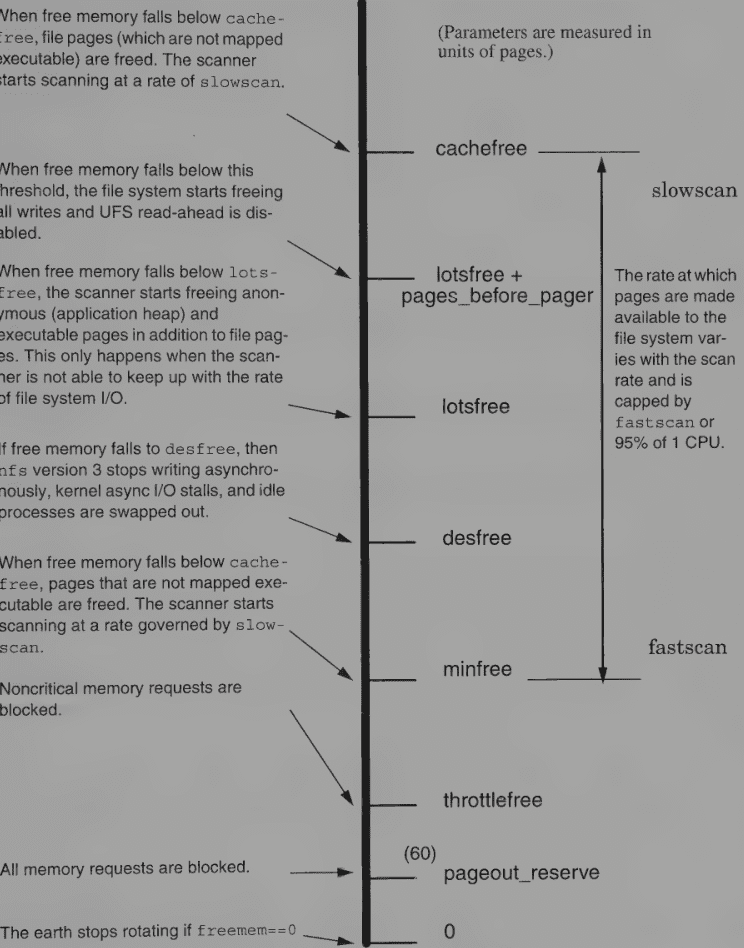 When free memory falls below cache-
free, file pages (which are not mapped
executable) are freed. The scanner
starts scanning at a rate of slowscan.
(Parameters are measured in
units of pages.)
cachefree
slowscan
When free memory falls below this
threshold, the file system starts freeing
all writes and UFS read-ahead is dis-
abled.
lotsfree +
pages_before_pager
When free memory falls below lots-
free, the scanner starts freeing anon-
ymous (application heap) and
executable pages in addition to file pag-
es. This only happens when the scan-
ner is not able to keep up with the rate
of file system I/O.
The rate at which
pages are made
available to the
file system var-
ies with the scan
rate and is
capped by
fastscan or
95% of 1 CPU.
lotsfree
If free memory falls to desfree, then
nfs version 3 stops writing asynchro-
nously, kernel async I/O stalls, and idle
processes are swapped out.
desfree
When free memory falls below cache-
free, pages that are not mapped exe-
cutable are freed. The scanner starts
scanning at a rate governed by slow-
scan.
fastscan
minfree
Noncritical memory requests are
blocked.
throttlefree
(60)
All memory requests are blocked.
pageout_reserve
The earth stops rotating if freemem==0
0